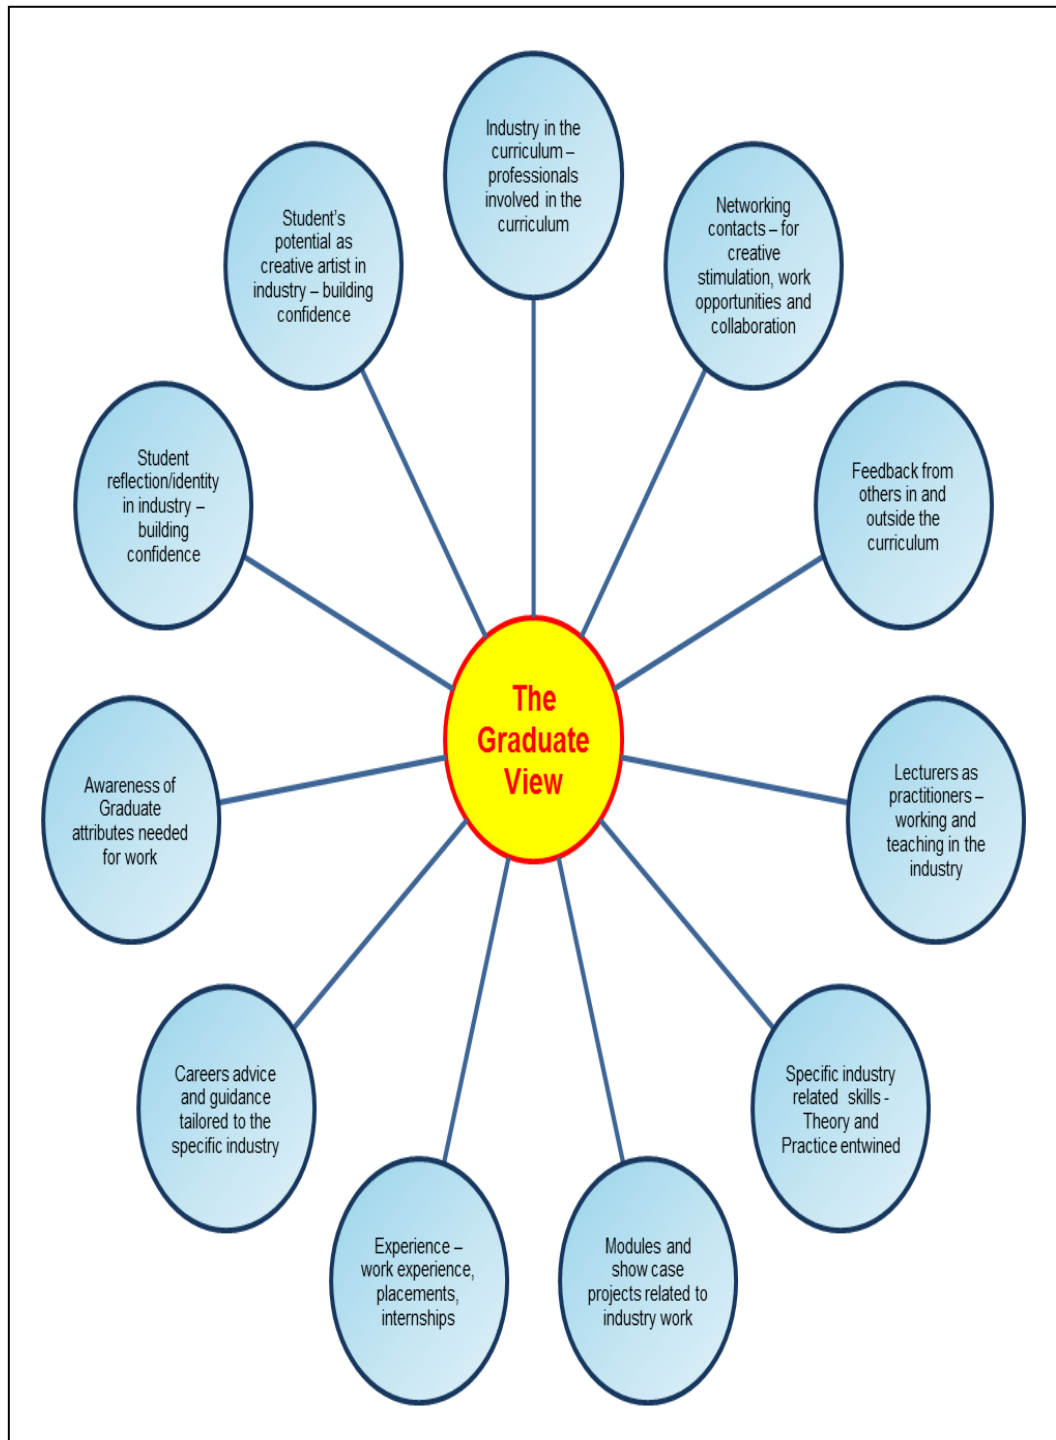 Industry in the
curriculum –
professionals
involved in the
curriculum
Networking
contacts – for
creative
stimulation, work
opportunities and
collaboration
Feedback from
others in and
outside the
curriculum
Lecturers as
practitioners –
working and
teaching in the
industry
Specific industry
related skills -
Theory and
Practice entwined
Modules and
show case
projects related to
industry work
Experience –
work experience,
placements,
internships
Careers advice
and guidance
tailored to the
specific industry
Awareness of
Graduate
attributes needed
for work
Student
reflection/identity
in industry –
building
confidence
Student's
potential as
creative artist in
industry – building
confidence
The
Graduate
View